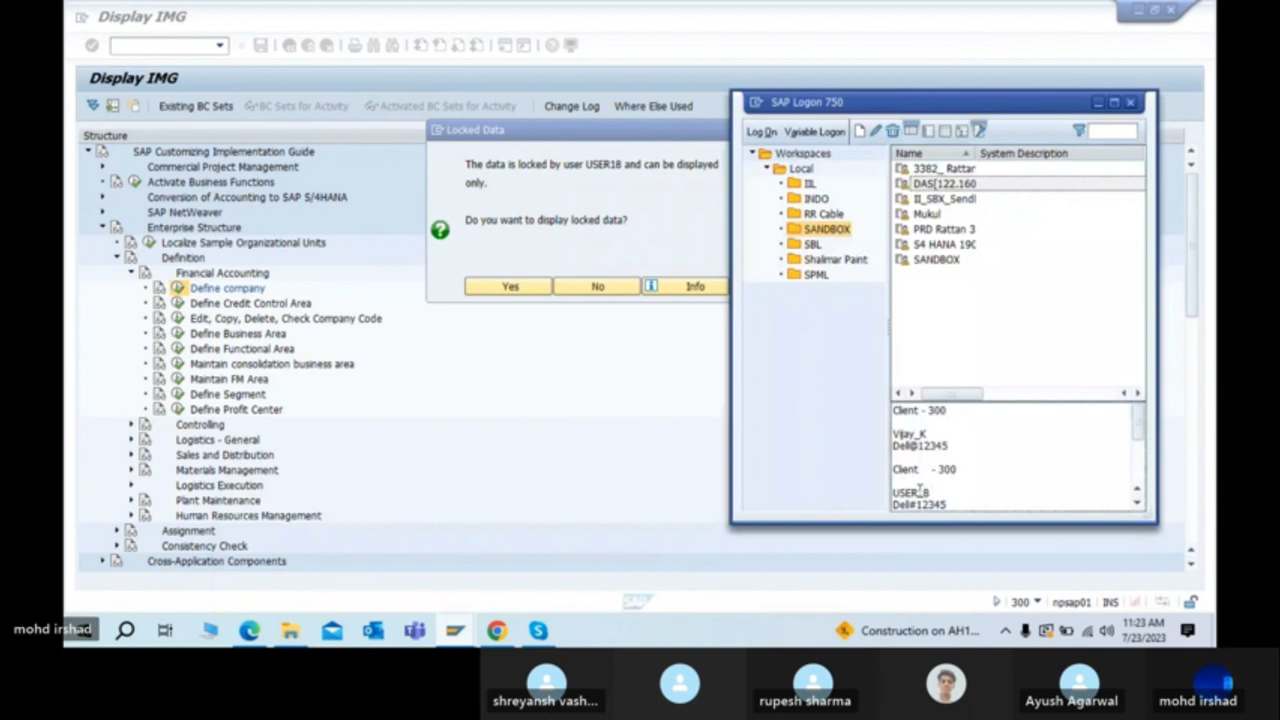 Display IMG
Display IMG
Existing BC Sets
BC Sets for Activity
Activated BC Sets for Activity
Change Log
Where Else Used
Structure
SAP Customizing Implementation Guide
Commercial Project Management
Activate Business Functions
Conversion of Accounting to SAP S/4HANA
SAP NetWeaver
Enterprise Structure
Localize Sample Organizational Units
Definition
Financial Accounting
Define company
Define Credit Control Area
Edit, Copy, Delete, Check Company Code
Define Business Area
Define Functional Area
Maintain consolidation business area
Maintain FM Area
Define Segment
Define Profit Center
Controlling
Logistics - General
Sales and Distribution
Materials Management
Logistics Execution
Plant Maintenance
Human Resources Management
Assignment
Consistency Check
Cross-Application Components
Locked Data
The data is locked by user USER18 and can be displayed
only.
Do you want to display locked data?
Yes
No
Info
SAP Logon 750
Log On
Variable Logon
Workspaces
Local
IIL
INDO
RR Cable
SANDBOX
SBL
Shalimar Paint
SPML
Name
System Description
3382_ Rattar
DAS[122.160
II_SBX_Sendl
Mukul
PRD Rattan 3
S4 HANA 190
SANDBOX
Client - 300
Vijay_K
Dell@12345
Client - 300
Dell#12345
SAP
300
npsap01
INS
mohd irshad
Construction on AH1...
11:23 AM
7/23/2023
shreyansh vash...
rupesh sharma
Ayush Agarwal
mohd irshad